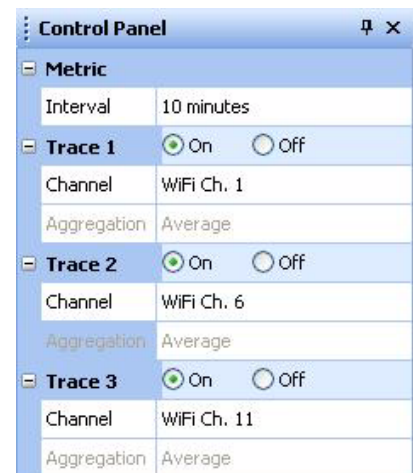 Control Panel
Metric
Interval 10 minutes
Trace 1 On Off
Channel WiFi Ch. 1
Aggregation Average
Trace 2 On Off
Channel WiFi Ch. 6
Aggregation Average
Trace 3 On Off
Channel WiFi Ch. 11
Aggregation Average